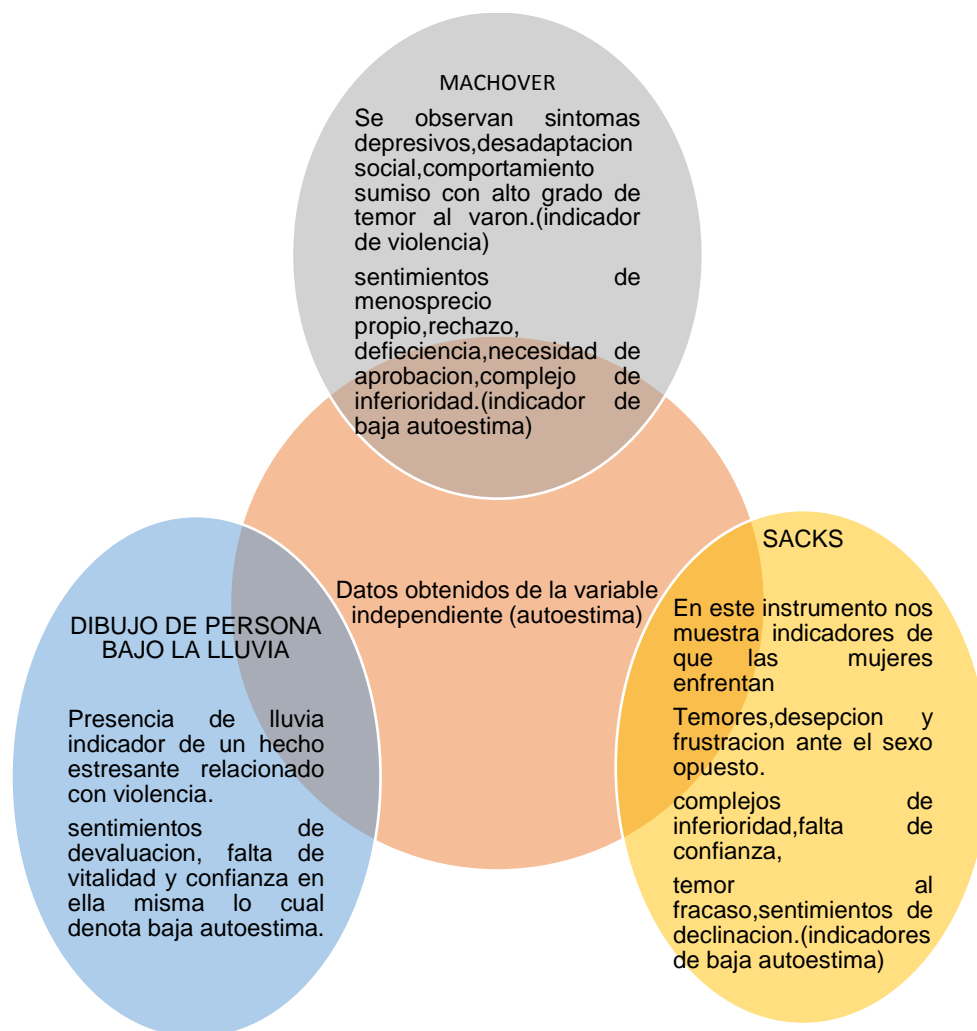 MACHOVER
Se observan sintomas
depresivos,desadaptacion
social,comportamiento
sumiso con alto grado de
temor al varon.(indicador
de violencia)
sentimientos de
menosprecio
propio,rechazo,
defieciencia,necesidad de
aprobacion,complejo de
inferioridad.(indicador de
baja autoestima)
Datos obtenidos de la variable
independiente (autoestima)
DIBUJO DE PERSONA
BAJO LA LLUVIA
Presencia de lluvia
indicador de un hecho
estresante relacionado
con violencia.
sentimientos de
devaluacion, falta de
vitalidad y confianza en
ella misma lo cual
denota baja autoestima.
SACKS
En este instrumento nos
muestra indicadores de
que las mujeres
enfrentan
Temores,desepcion y
frustracion ante el sexo
opuesto.
complejos de
inferioridad,falta de
confianza,
temor al
fracaso,sentimientos de
declinacion.(indicadores
de baja autoestima)